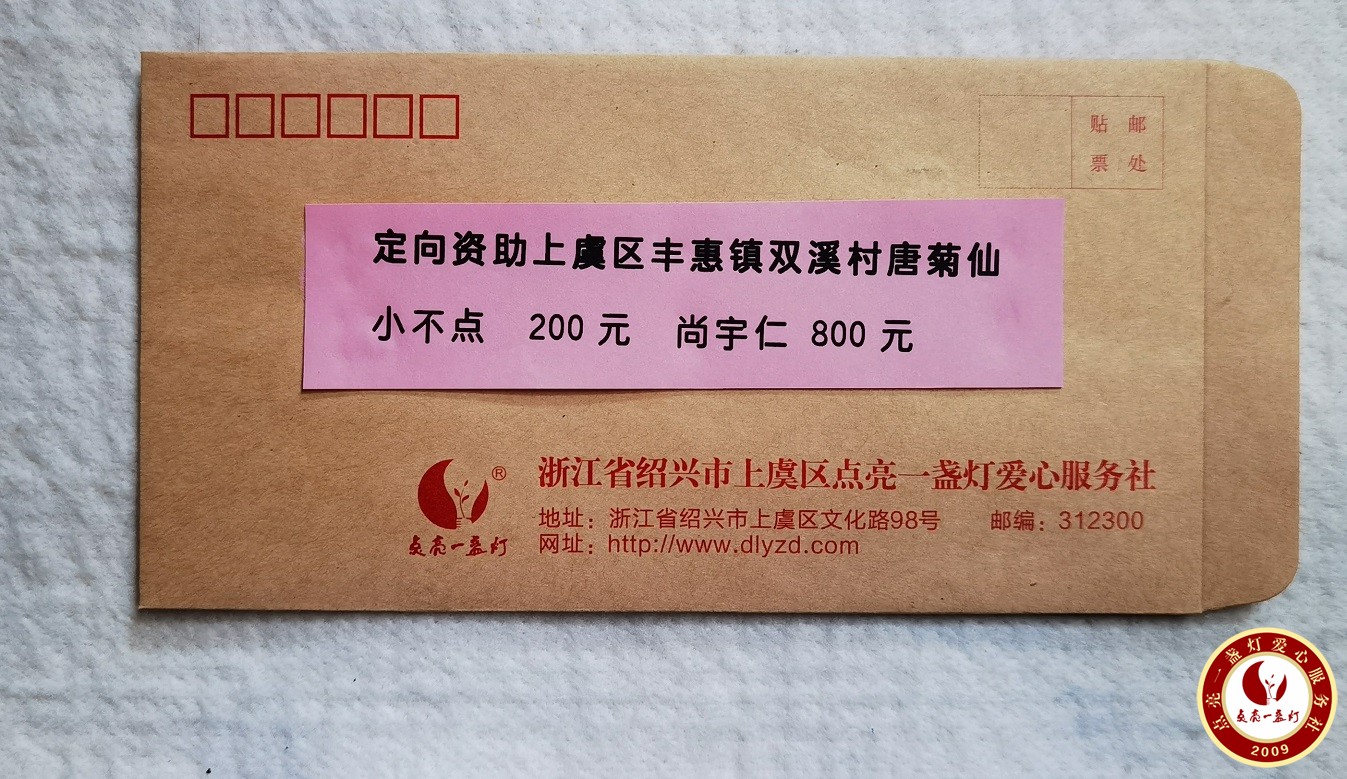 贴 邮
票 处
定向资助上虞区丰惠镇双溪村唐菊仙
小不点 200 元 尚宇仁 800 元
®
浙江省绍兴市上虞区点亮一盏灯爱心服务社
点亮一盏灯
地址：浙江省绍兴市上虞区文化路98号 邮编：312300
网址：http://www.dlyzd.com
点亮一盏灯爱心服务社
点亮一盏灯
2009